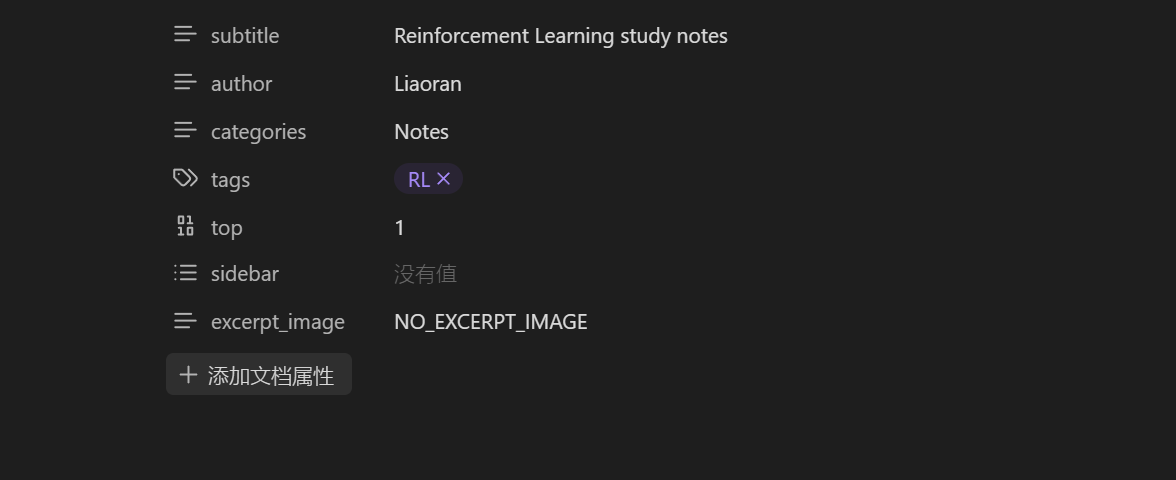 subtitle Reinforcement Learning study notes
author Liaoran
categories Notes
tags RL
top 1
sidebar 没有值
excerpt_image NO_EXCERPT_IMAGE
添加文档属性